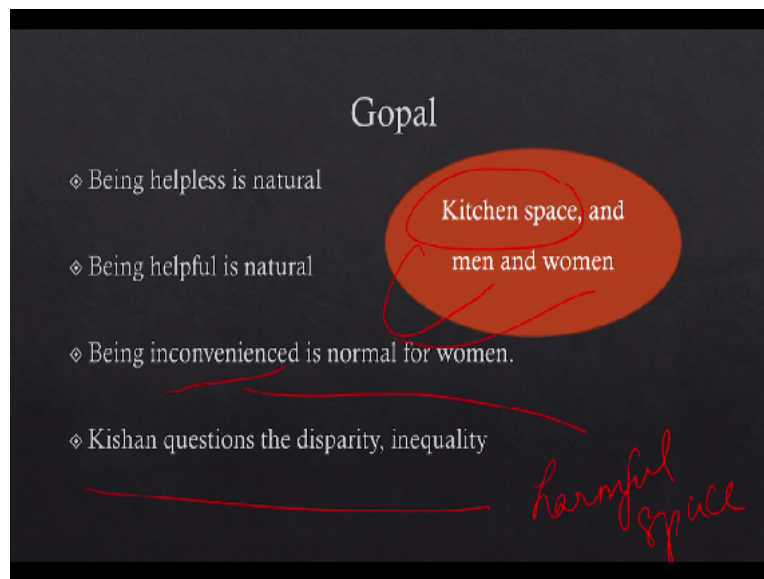 Gopal
Being helpless is natural
Kitchen space, and
men and women
Being helpful is natural
Being inconvenienced is normal for women.
Kishan questions the disparity, inequality
harmful
space